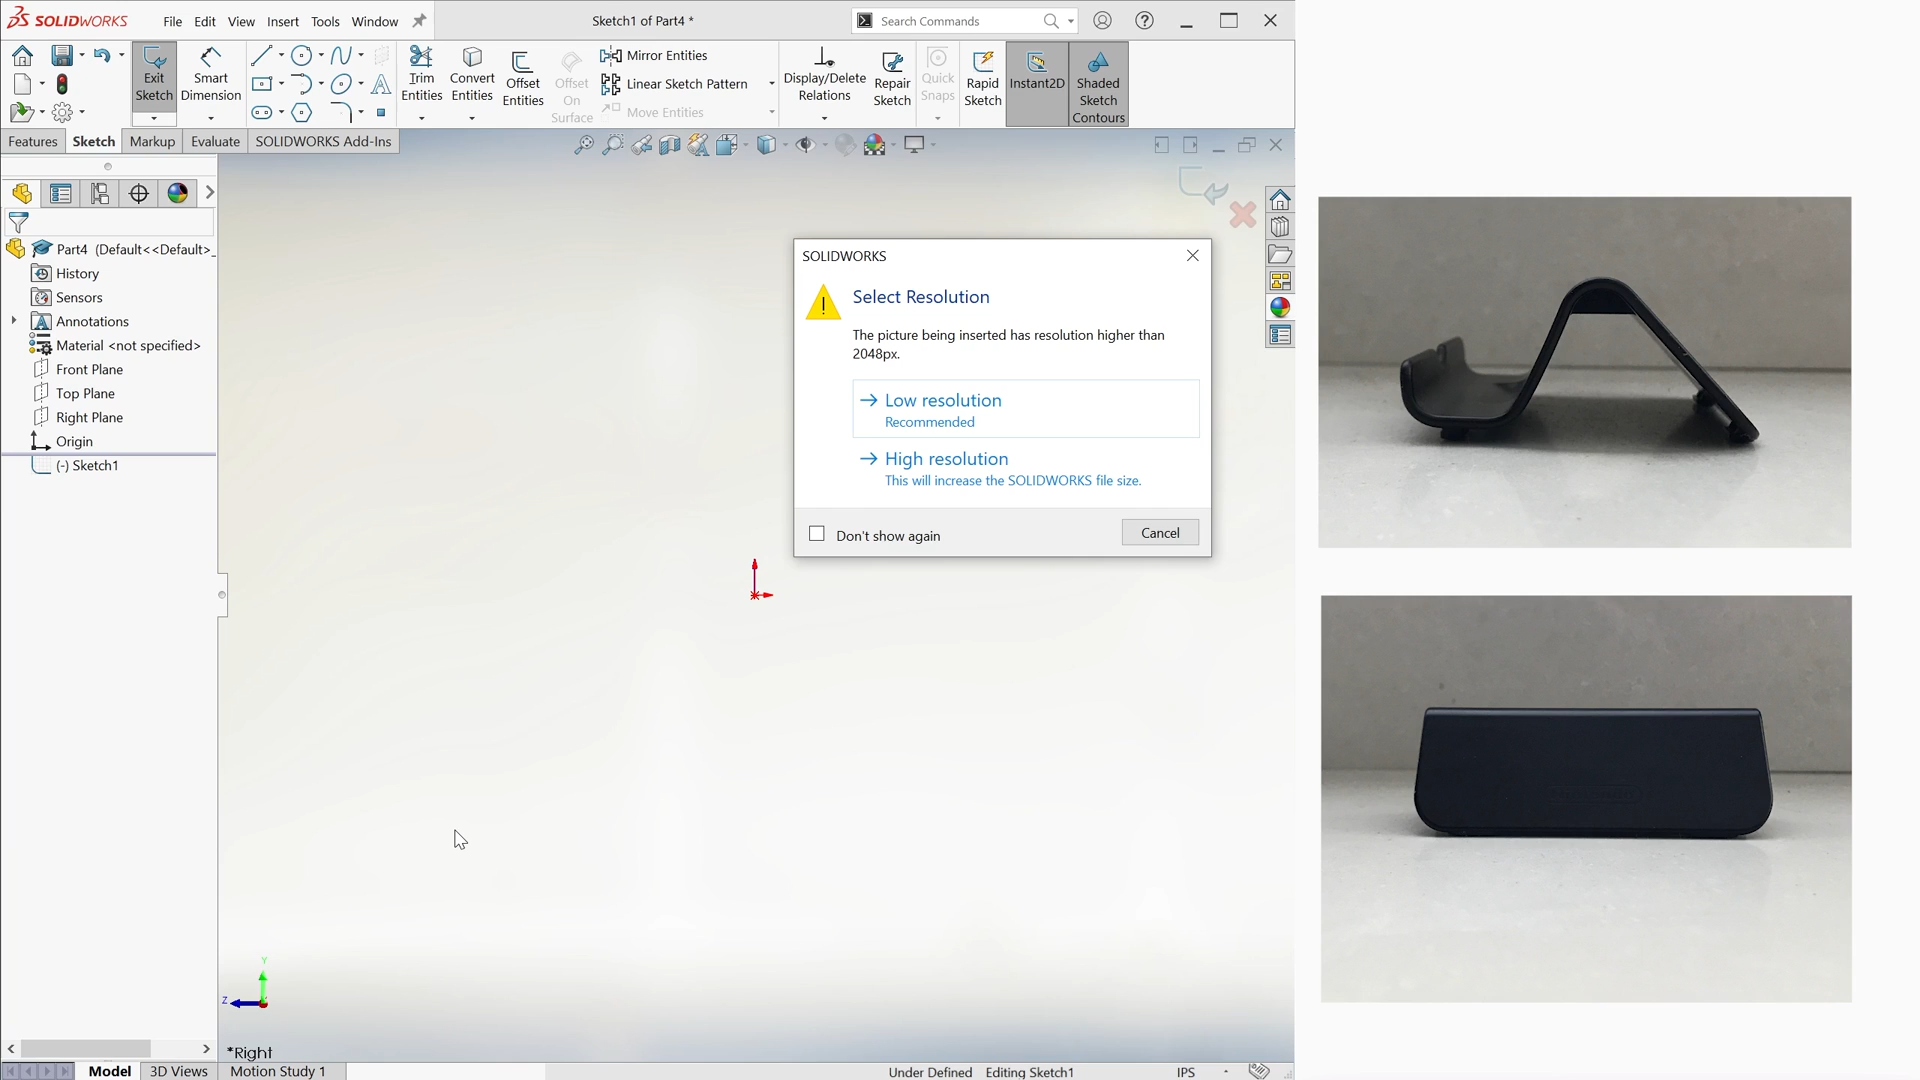 SOLIDWORKS
File Edit View Insert Tools Window
Sketch1 of Part4 *
Search Commands
Exit Sketch
Smart Dimension
Trim Entities
Convert Entities
Offset Entities
Offset On Surface
Mirror Entities
Linear Sketch Pattern
Move Entities
Display/Delete Relations
Repair Sketch
Quick Snaps
Rapid Sketch
Instant2D
Shaded Sketch Contours
Features Sketch Markup Evaluate SOLIDWORKS Add-Ins
Part4 (Default<<Default>_
History
Sensors
Annotations
Material <not specified>
Front Plane
Top Plane
Right Plane
Origin
(-) Sketch1
SOLIDWORKS
Select Resolution
The picture being inserted has resolution higher than
2048px.
Low resolution
Recommended
High resolution
This will increase the SOLIDWORKS file size.
Don't show again
Cancel
Y
Z
*Right
Model 3D Views Motion Study 1
Under Defined Editing Sketch1 IPS -